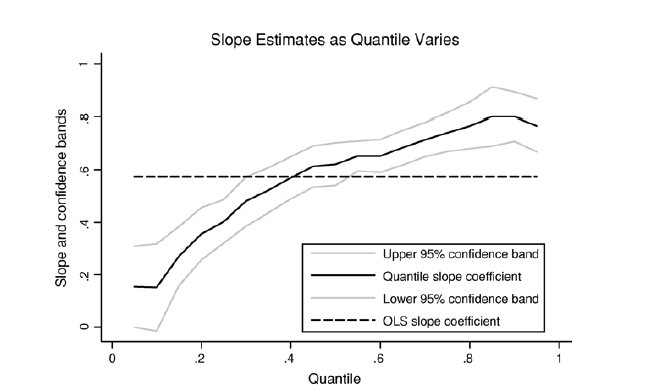 Slope Estimates as Quantile Varies
Slope and confidence bands
1
.8
.6
.4
.2
0
Upper 95% confidence band
Quantile slope coefficient
Lower 95% confidence band
OLS slope coefficient
0 .2 .4 .6 .8 1
Quantile